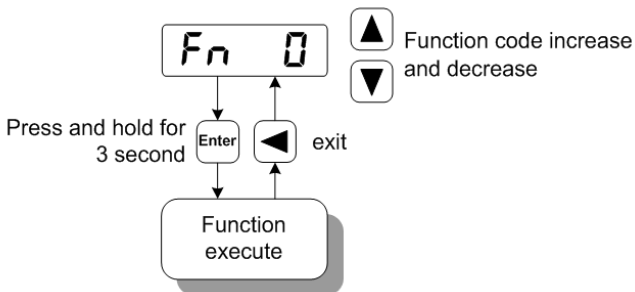 Fn 0
Function code increase
and decrease
Press and hold for
3 second
Enter
exit
Function
execute